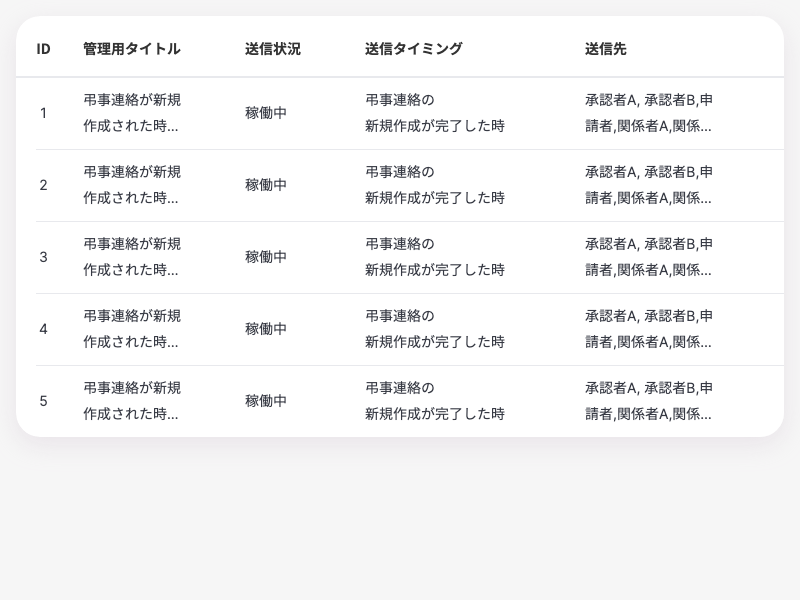 ID 管理用タイトル 送信状況 送信タイミング 送信先
1 弔事連絡が新規 稼働中 弔事連絡の 承認者A, 承認者B,申
作成された時... 新規作成が完了した時 請者,関係者A,関係...
2 弔事連絡が新規 稼働中 弔事連絡の 承認者A, 承認者B,申
作成された時... 新規作成が完了した時 請者,関係者A,関係...
3 弔事連絡が新規 稼働中 弔事連絡の 承認者A, 承認者B,申
作成された時... 新規作成が完了した時 請者,関係者A,関係...
4 弔事連絡が新規 稼働中 弔事連絡の 承認者A, 承認者B,申
作成された時... 新規作成が完了した時 請者,関係者A,関係...
5 弔事連絡が新規 稼働中 弔事連絡の 承認者A, 承認者B,申
作成された時... 新規作成が完了した時 請者,関係者A,関係...